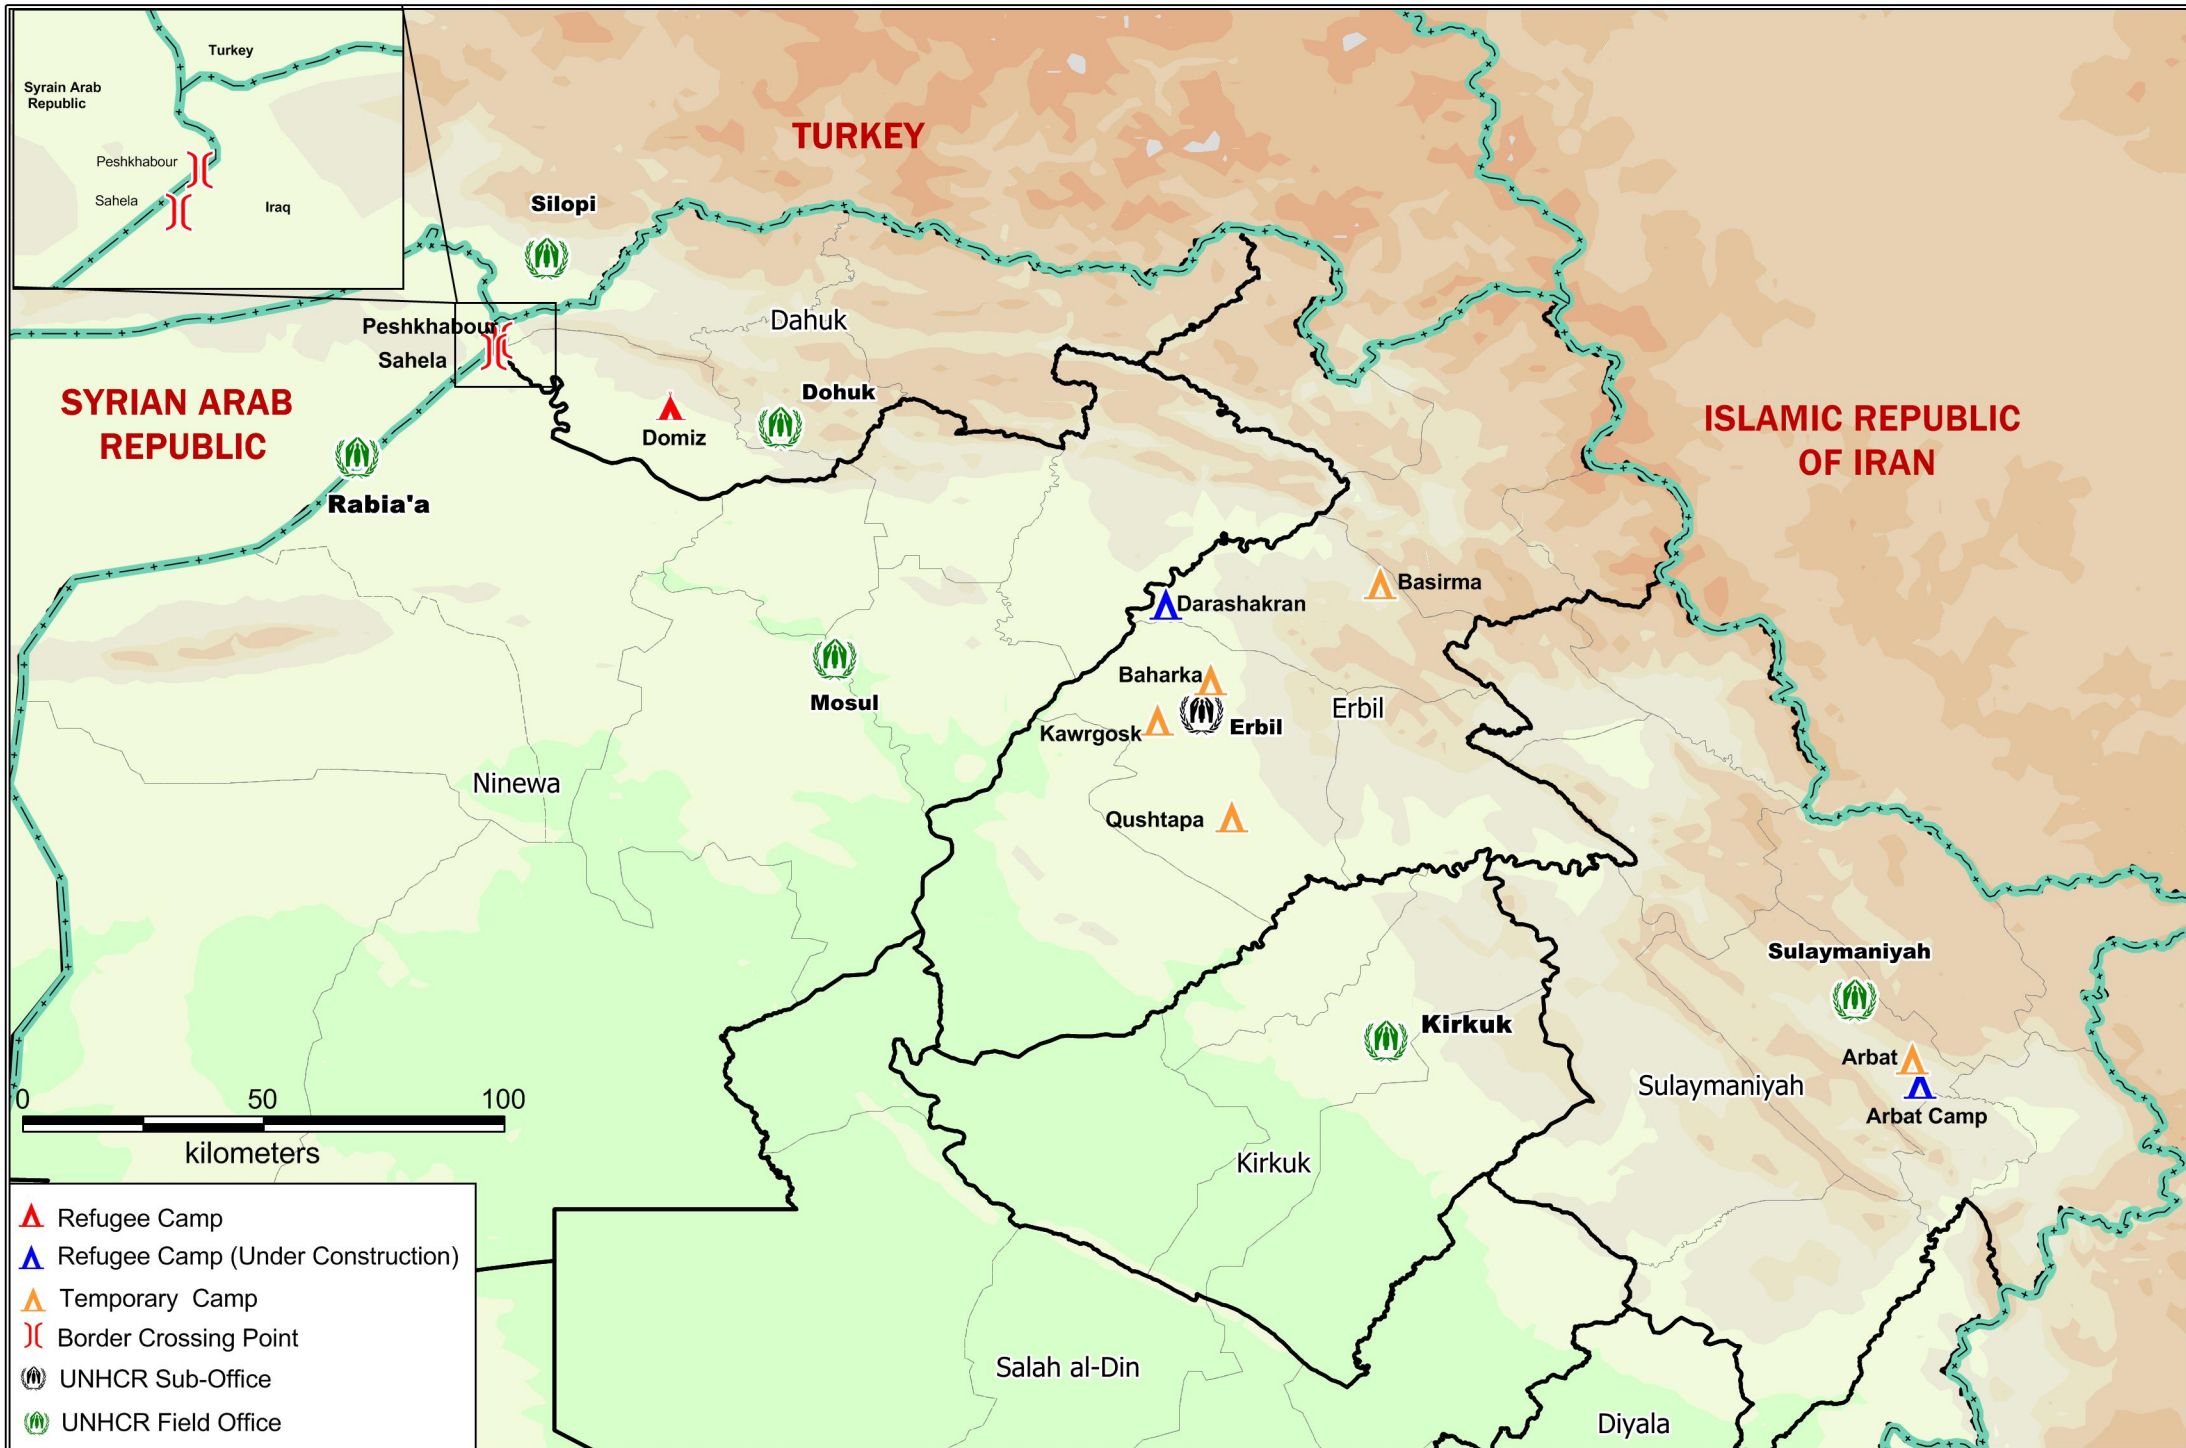 Turkey
Syrain Arab
Republic
Peshkhabour
Sahela
Iraq
TURKEY
Silopi
Dahuk
Peshkhabour
Sahela
SYRIAN ARAB
REPUBLIC
Dohuk
Domiz
ISLAMIC REPUBLIC
OF IRAN
Rabia'a
Basirma
Darashakran
Baharka
Mosul
Erbil
Erbil
Kawrgosk
Ninewa
Qushtapa
Sulaymaniyah
Kirkuk
Arbat
Sulaymaniyah
Arbat Camp
Kirkuk
0 50 100
kilometers
Refugee Camp
Refugee Camp (Under Construction)
Temporary Camp
Border Crossing Point
UNHCR Sub-Office
UNHCR Field Office
Salah al-Din
Diyala